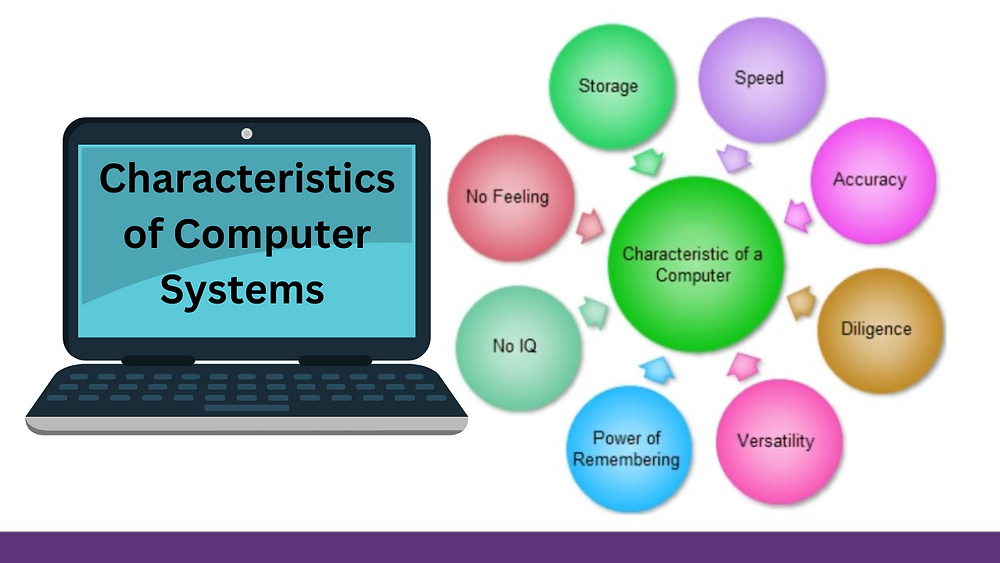 Characteristics
of Computer
Systems
Storage
Speed
Accuracy
Diligence
Versatility
Power of
Remembering
No IQ
No Feeling
Characteristic of a
Computer